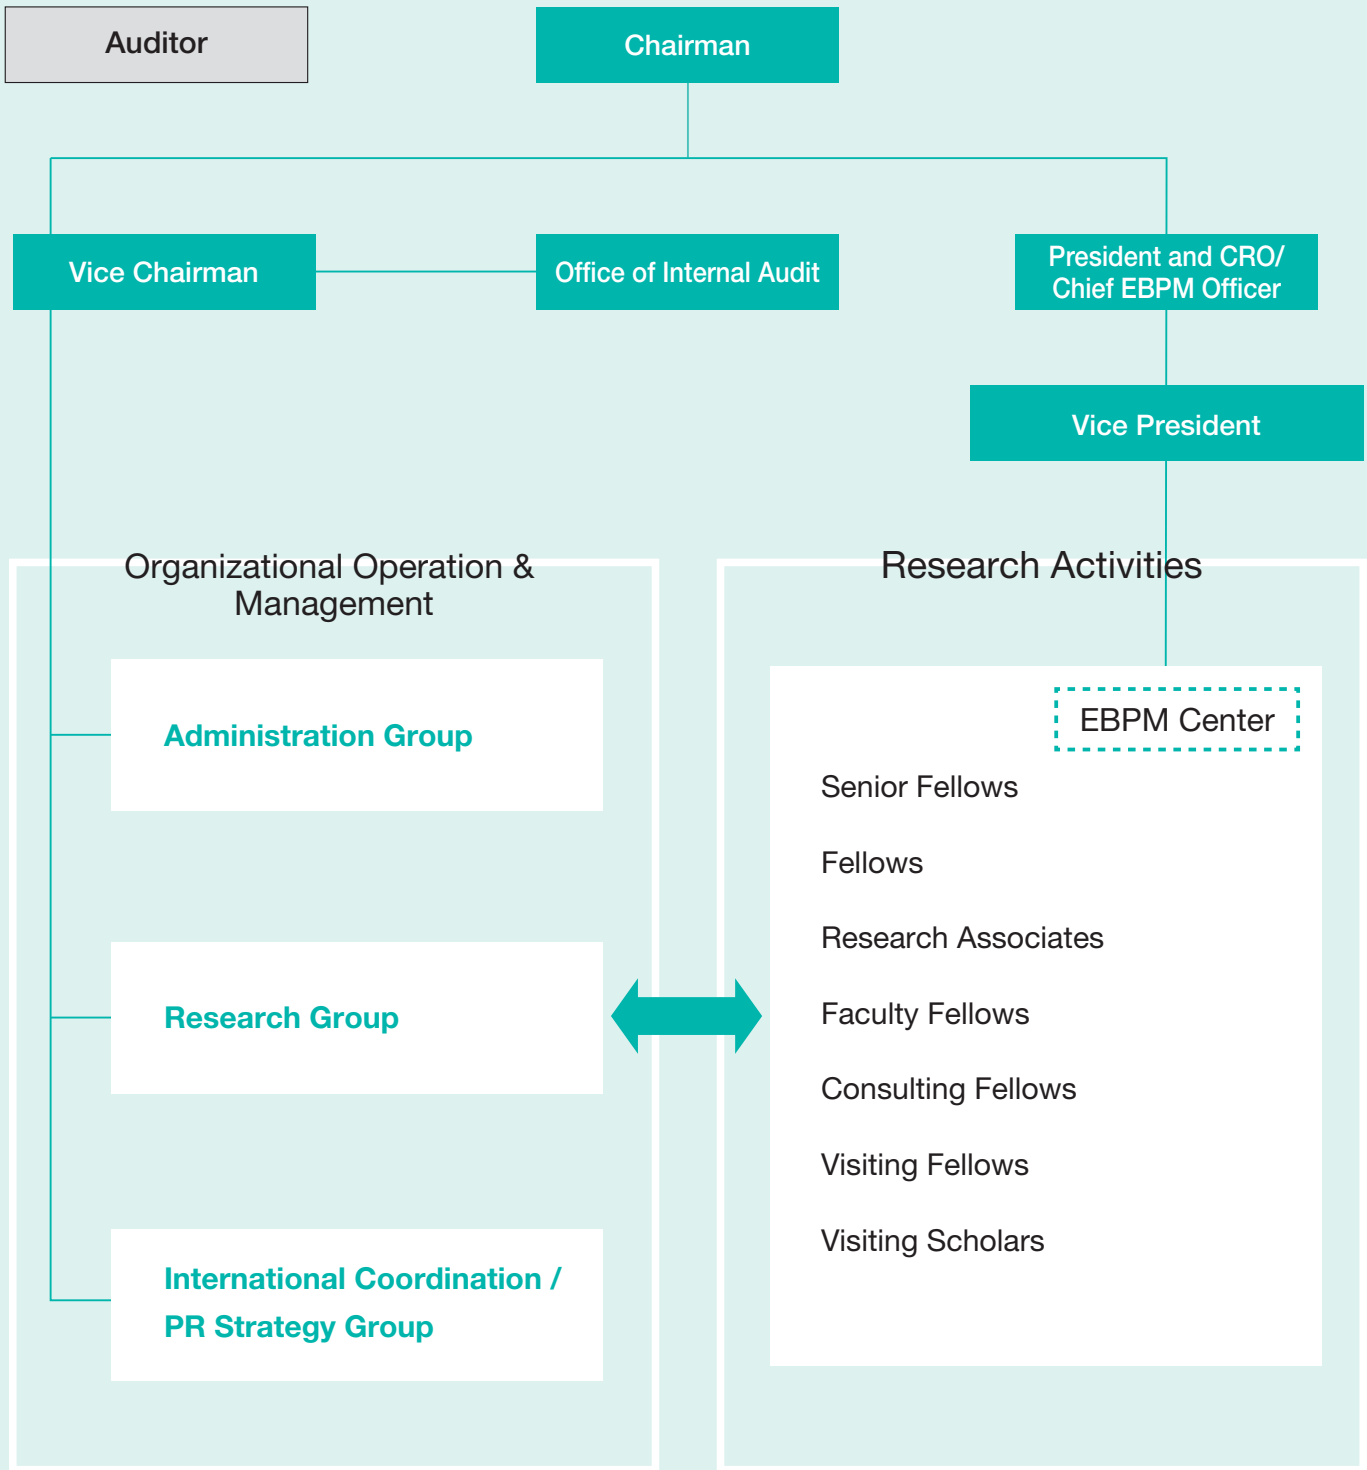 Auditor
Chairman
Vice Chairman
Office of Internal Audit
President and CRO/
Chief EBPM Officer
Vice President
Organizational Operation &
Management
Administration Group
Research Group
International Coordination /
PR Strategy Group
Research Activities
EBPM Center
Senior Fellows
Fellows
Research Associates
Faculty Fellows
Consulting Fellows
Visiting Fellows
Visiting Scholars